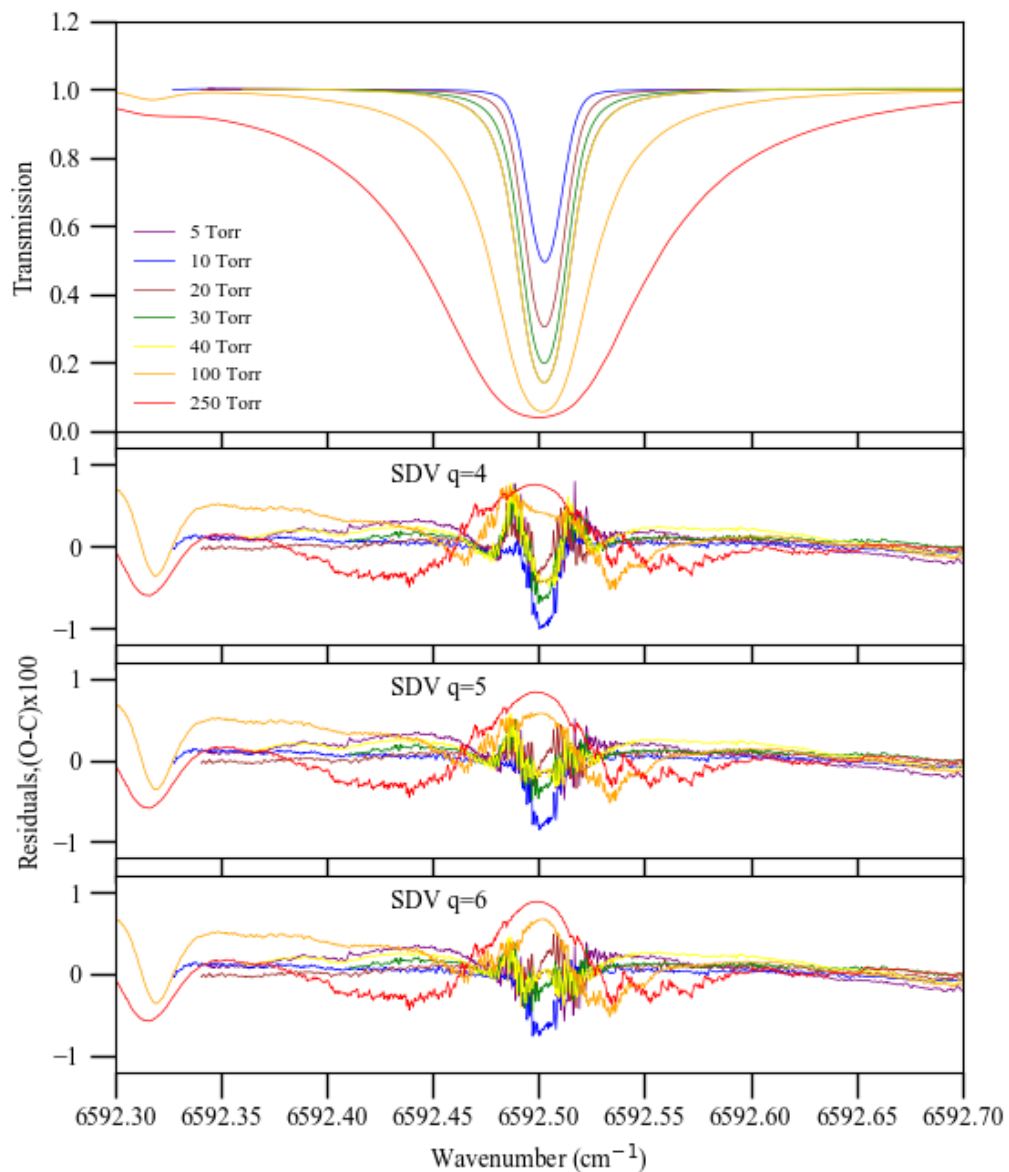 1.2
1.0
0.8
0.6
0.4
0.2
0.0
Transmission
5 Torr
10 Torr
20 Torr
30 Torr
40 Torr
100 Torr
250 Torr
SDV q=4
1
0
−1
SDV q=5
1
0
−1
SDV q=6
1
0
−1
Residuals,(O-C)x100
6592.30 6592.35 6592.40 6592.45 6592.50 6592.55 6592.60 6592.65 6592.70
Wavenumber (cm⁻¹)